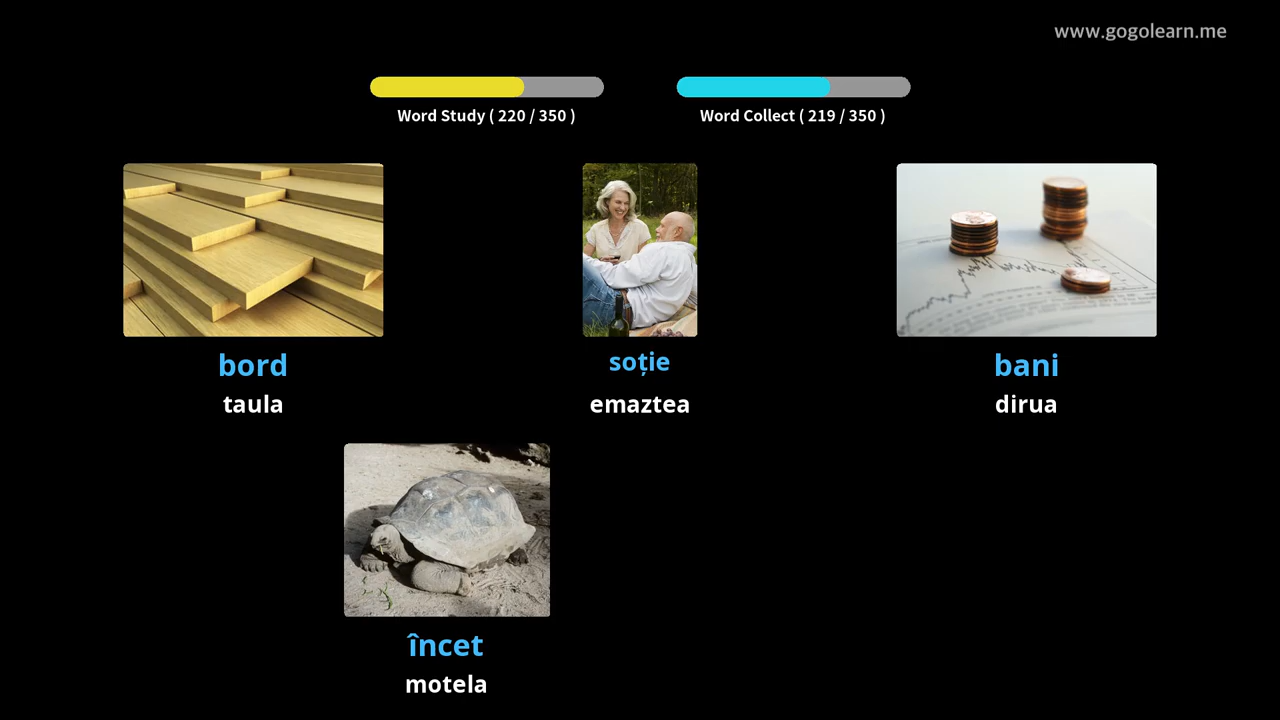 www.gogolearn.me
Word Study ( 220 / 350 )
Word Collect ( 219 / 350 )
bord
taula
soție
emaztea
bani
dirua
încet
motela